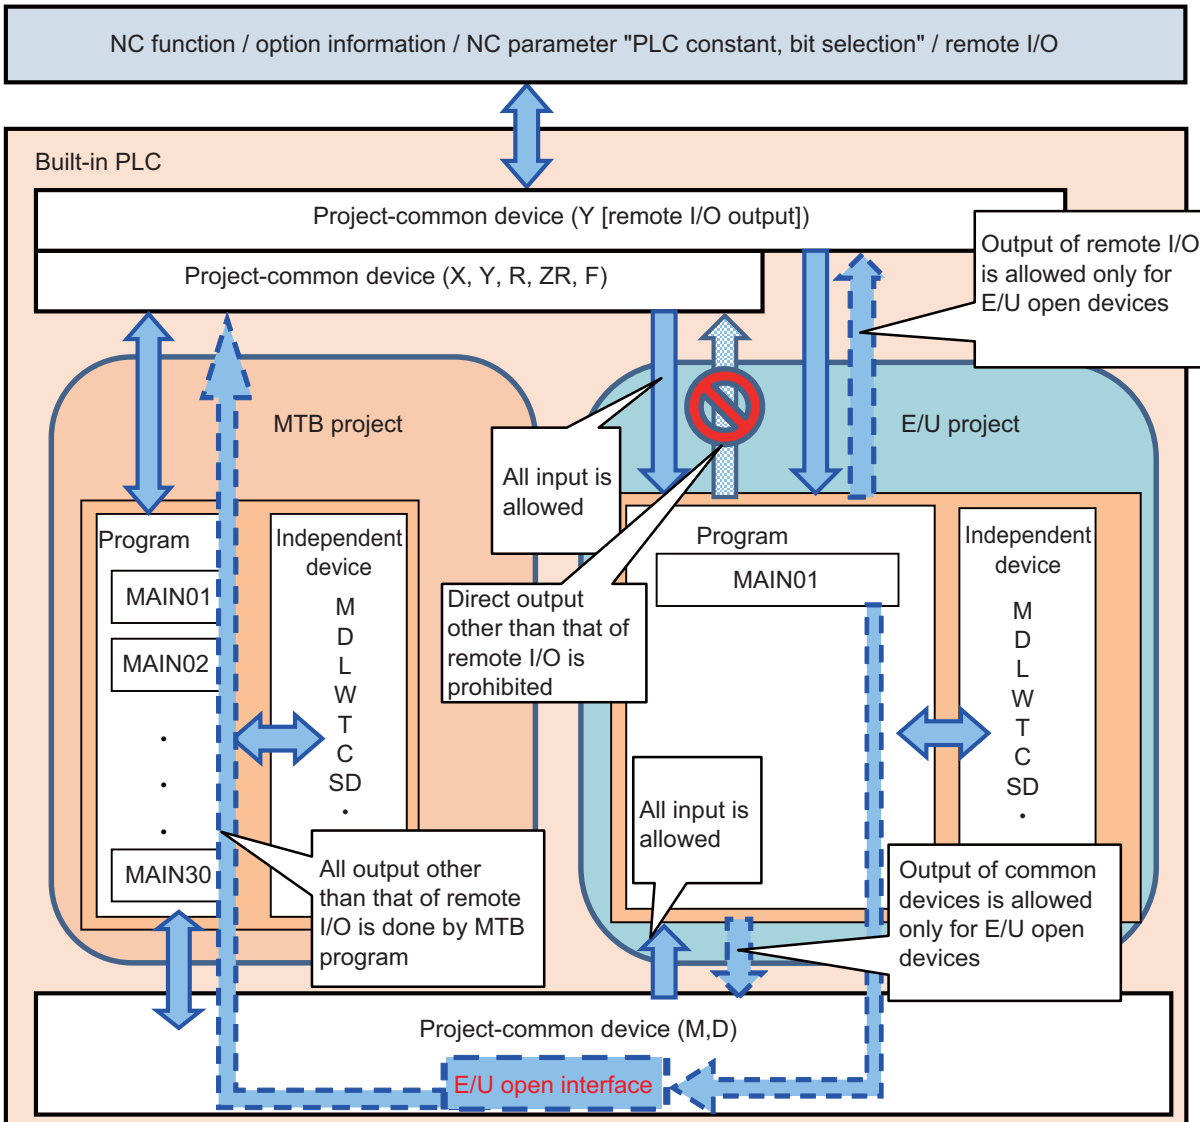 NC function / option information / NC parameter "PLC constant, bit selection" / remote I/O
Built-in PLC
Project-common device (Y [remote I/O output])
Project-common device (X, Y, R, ZR, F)
Output of remote I/O
is allowed only for
E/U open devices
MTB project
E/U project
All input is
allowed
Direct output
other than that of
remote I/O is
prohibited
Program
MAIN01
MAIN02
.
.
.
MAIN30
Independent
device
M
D
L
W
T
C
SD
.
All output other
than that of remote
I/O is done by MTB
program
Program
MAIN01
Independent
device
M
D
L
W
T
C
SD
.
All input is
allowed
Output of common
devices is allowed
only for E/U open
devices
Project-common device (M,D)
E/U open interface